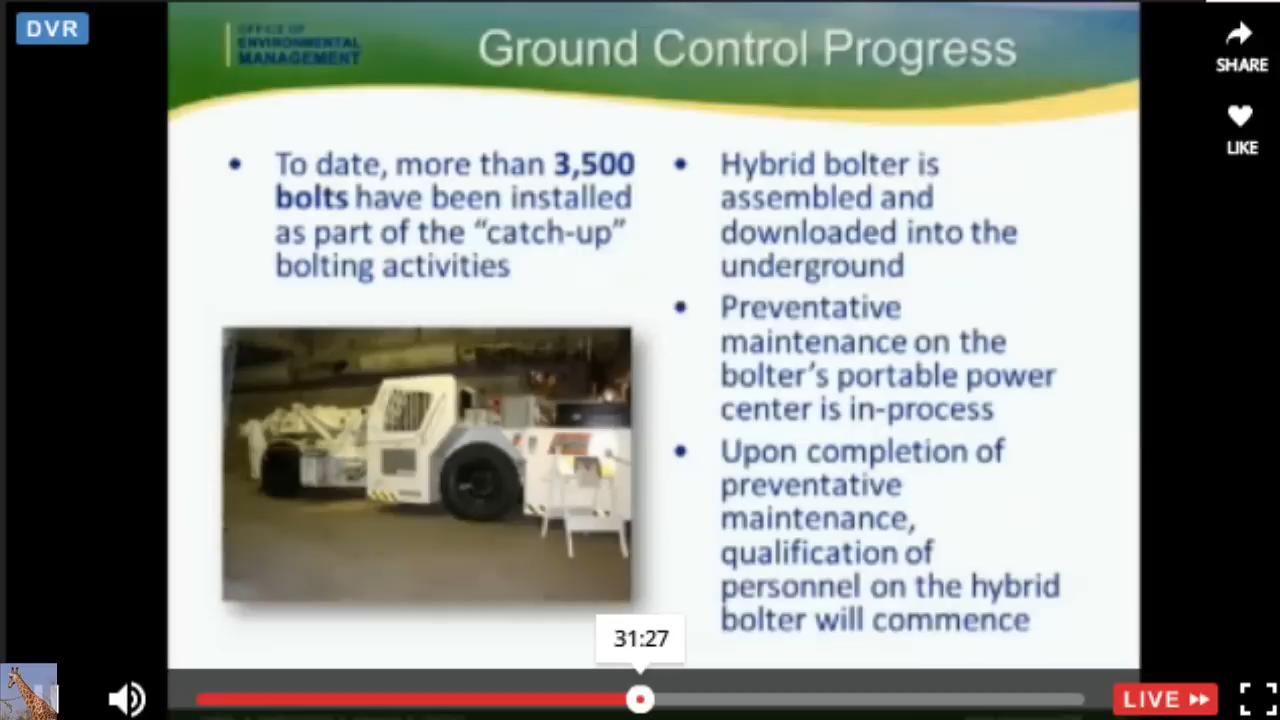 DVR
OFFICE OF
ENVIRONMENTAL
MANAGEMENT
Ground Control Progress
SHARE
LIKE
• To date, more than 3,500
bolts have been installed
as part of the “catch-up”
bolting activities
• Hybrid bolter is
assembled and
downloaded into the
underground
• Preventative
maintenance on the
bolter’s portable power
center is in-process
• Upon completion of
preventative
maintenance,
qualification of
personnel on the hybrid
bolter will commence
31:27
LIVE